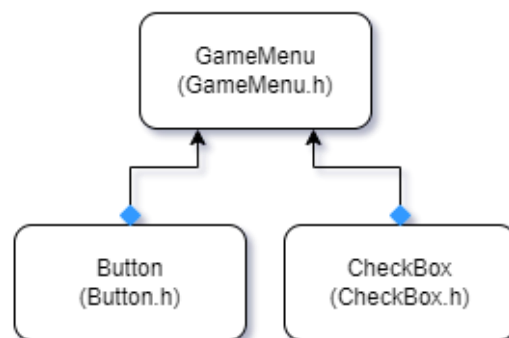 GameMenu
(GameMenu.h)
Button
(Button.h)
CheckBox
(CheckBox.h)